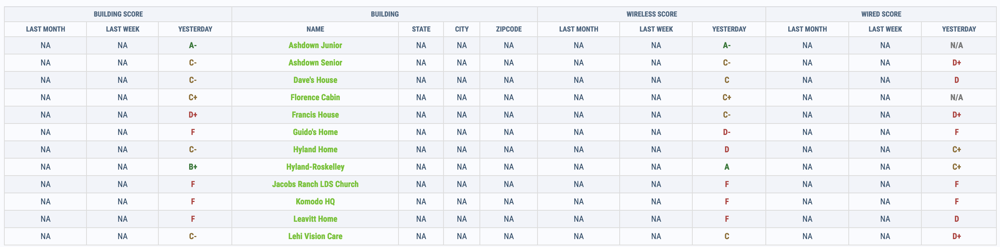 BUILDING SCORE BUILDING WIRELESS SCORE WIRED SCORE
LAST MONTH LAST WEEK YESTERDAY NAME STATE CITY ZIPCODE LAST MONTH LAST WEEK YESTERDAY LAST MONTH LAST WEEK YESTERDAY
NA NA A- Ashdown Junior NA NA NA NA NA A- NA NA N/A
NA NA C- Ashdown Senior NA NA NA NA NA C- NA NA D+
NA NA C- Dave's House NA NA NA NA NA C NA NA D
NA NA C+ Florence Cabin NA NA NA NA NA C+ NA NA N/A
NA NA D+ Francis House NA NA NA NA NA C- NA NA D+
NA NA F Guido's Home NA NA NA NA NA D- NA NA F
NA NA C- Hyland Home NA NA NA NA NA D NA NA C+
NA NA B+ Hyland-Roskelley NA NA NA NA NA A NA NA C+
NA NA F Jacobs Ranch LDS Church NA NA NA NA NA F NA NA F
NA NA F Komodo HQ NA NA NA NA NA F NA NA F
NA NA F Leavitt Home NA NA NA NA NA F NA NA D
NA NA C- Lehi Vision Care NA NA NA NA NA C NA NA D+